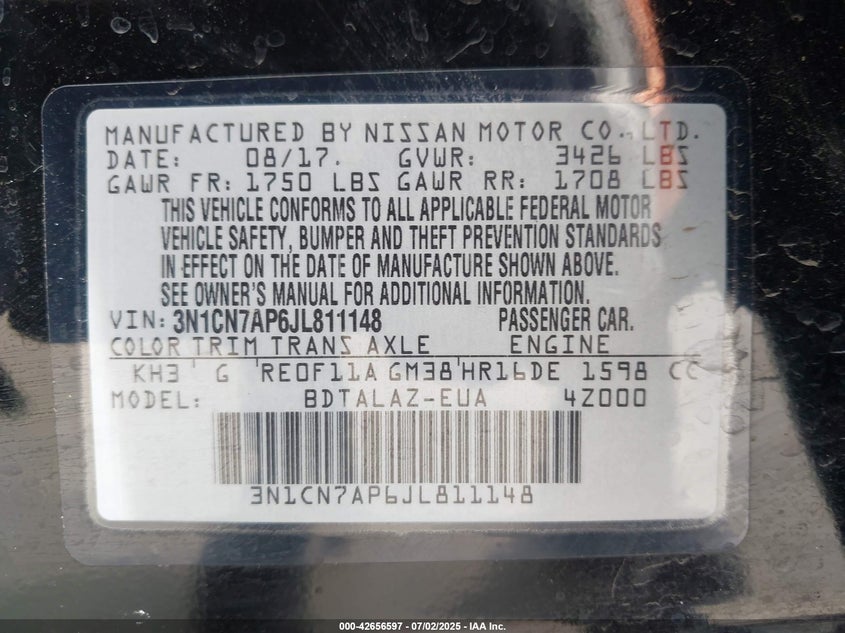 MANUFACTURED BY NISSAN MOTOR CO., LTD.
DATE: 08/17. GVWR: 3426 LBS
GAWR FR: 1750 LBS GAWR RR: 1708 LBS
THIS VEHICLE CONFORMS TO ALL APPLICABLE FEDERAL MOTOR
VEHICLE SAFETY, BUMPER AND THEFT PREVENTION STANDARDS
IN EFFECT ON THE DATE OF MANUFACTURE SHOWN ABOVE.
SEE OWNER'S MANUAL FOR ADDITIONAL INFORMATION.
VIN: 3N1CN7AP6JL811148 PASSENGER CAR.
COLOR TRIM TRANS AXLE ENGINE
KH3 G RE0F11A GM38 HR16DE 1598 CC
MODEL: BDTALAZ-EUA 4Z000
3N1CN7AP6JL811148
000-42656597 - 07/02/2025 - IAA Inc.